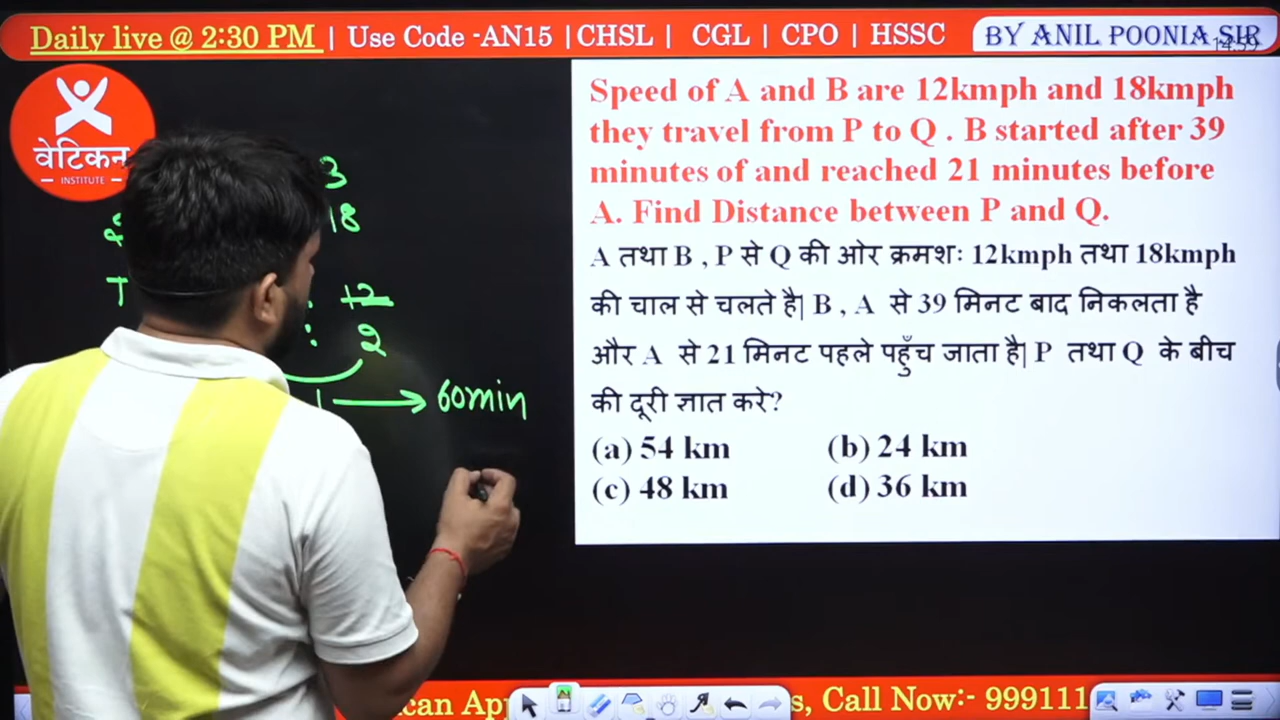 Daily live @ 2:30 PM | Use Code -AN15 |CHSL | CGL | CPO | HSSC
BY ANIL POONIA SIR
वेटिकन
INSTITUTE
3
18
T : 12
: 2
60min
Speed of A and B are 12kmph and 18kmph
they travel from P to Q . B started after 39
minutes of and reached 21 minutes before
A. Find Distance between P and Q.
A तथा B , P से Q की ओर क्रमशः 12kmph तथा 18kmph
की चाल से चलते है| B , A से 39 मिनट बाद निकलता है
और A से 21 मिनट पहले पहुँच जाता है| P तथा Q के बीच
की दूरी ज्ञात करे?
(a) 54 km (b) 24 km
(c) 48 km (d) 36 km
Call Now:- 999111